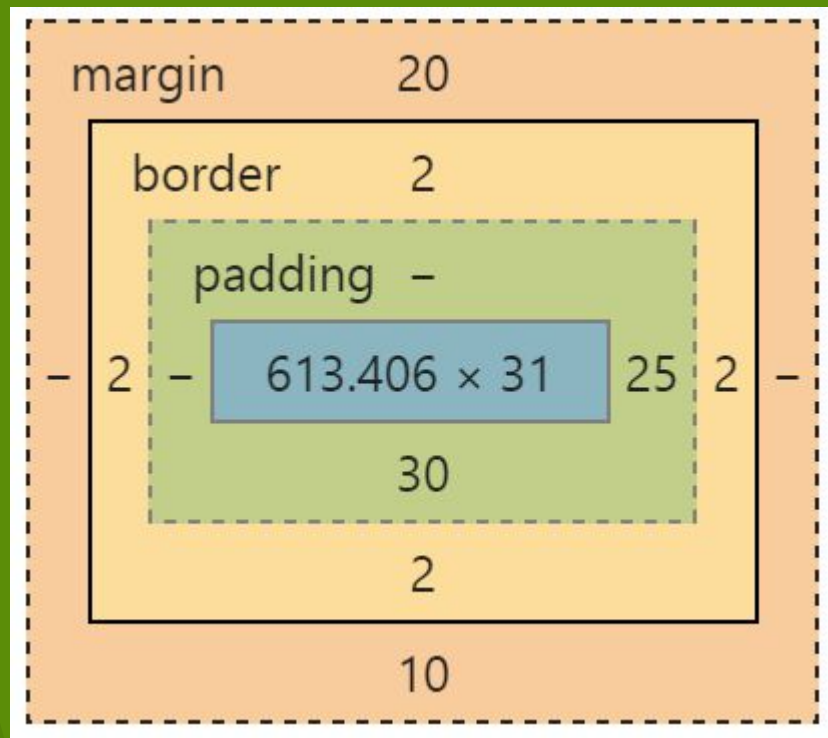 margin 20
border 2
padding –
– 2 – 613.406 × 31 25 2 –
30
2
10